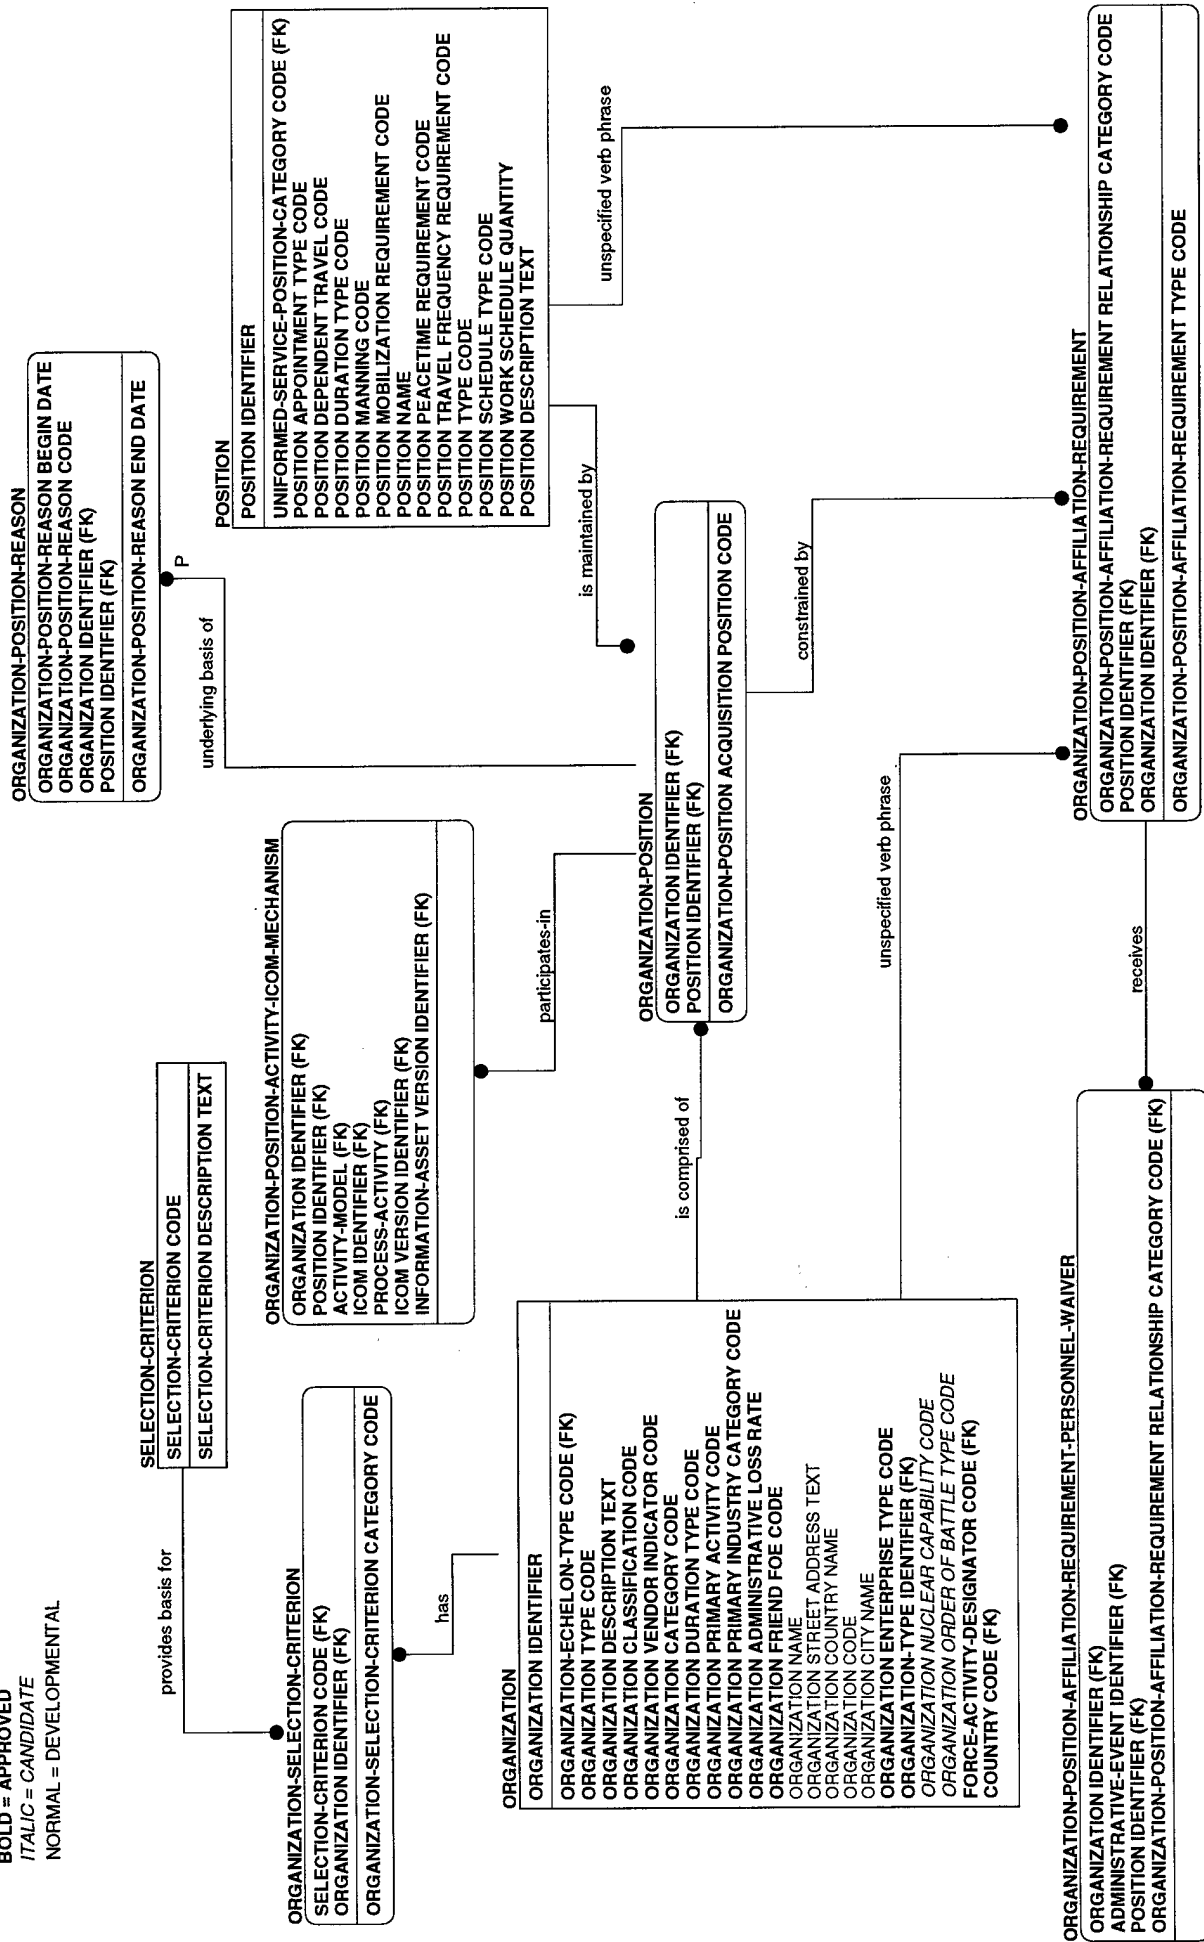 BOLD = APPROVED
ITALIC = CANDIDATE
NORMAL = DEVELOPMENTAL
SELECTION-CRITERION
SELECTION-CRITERION CODE
SELECTION-CRITERION DESCRIPTION TEXT
provides basis for
ORGANIZATION-SELECTION-CRITERION
SELECTION-CRITERION CODE (FK)
ORGANIZATION IDENTIFIER (FK)
ORGANIZATION-SELECTION-CRITERION CATEGORY CODE
has
ORGANIZATION-POSITION-REASON
ORGANIZATION-POSITION-REASON BEGIN DATE
ORGANIZATION-POSITION-REASON CODE
ORGANIZATION IDENTIFIER (FK)
POSITION IDENTIFIER (FK)
ORGANIZATION-POSITION-REASON END DATE
P
underlying basis of
ORGANIZATION-POSITION-ACTIVITY-ICOM-MECHANISM
ORGANIZATION IDENTIFIER (FK)
POSITION IDENTIFIER (FK)
ACTIVITY-MODEL (FK)
ICOM IDENTIFIER (FK)
PROCESS-ACTIVITY (FK)
ICOM VERSION IDENTIFIER (FK)
INFORMATION-ASSET VERSION IDENTIFIER (FK)
participates-in
POSITION
POSITION IDENTIFIER
UNIFORMED-SERVICE-POSITION-CATEGORY CODE (FK)
POSITION APPOINTMENT TYPE CODE
POSITION DEPENDENT TRAVEL CODE
POSITION DURATION TYPE CODE
POSITION MANNING CODE
POSITION MOBILIZATION REQUIREMENT CODE
POSITION NAME
POSITION PEACETIME REQUIREMENT CODE
POSITION TRAVEL FREQUENCY REQUIREMENT CODE
POSITION TYPE CODE
POSITION SCHEDULE TYPE CODE
POSITION WORK SCHEDULE QUANTITY
POSITION DESCRIPTION TEXT
is maintained by
unspecified verb phrase
ORGANIZATION
ORGANIZATION IDENTIFIER
ORGANIZATION-ECHELON-TYPE CODE (FK)
ORGANIZATION TYPE CODE
ORGANIZATION DESCRIPTION TEXT
ORGANIZATION CLASSIFICATION CODE
ORGANIZATION VENDOR INDICATOR CODE
ORGANIZATION CATEGORY CODE
ORGANIZATION DURATION TYPE CODE
ORGANIZATION PRIMARY ACTIVITY CODE
ORGANIZATION PRIMARY INDUSTRY CATEGORY CODE
ORGANIZATION ADMINISTRATIVE LOSS RATE
ORGANIZATION FRIEND FOE CODE
ORGANIZATION NAME
ORGANIZATION STREET ADDRESS TEXT
ORGANIZATION COUNTRY NAME
ORGANIZATION CODE
ORGANIZATION CITY NAME
ORGANIZATION ENTERPRISE TYPE CODE
ORGANIZATION-TYPE IDENTIFIER (FK)
ORGANIZATION NUCLEAR CAPABILITY CODE
ORGANIZATION ORDER OF BATTLE TYPE CODE
FORCE-ACTIVITY-DESIGNATOR CODE (FK)
COUNTRY CODE (FK)
is comprised of
unspecified verb phrase
ORGANIZATION-POSITION
ORGANIZATION IDENTIFIER (FK)
POSITION IDENTIFIER (FK)
ORGANIZATION-POSITION ACQUISITION POSITION CODE
constrained by
ORGANIZATION-POSITION-AFFILIATION-REQUIREMENT-PERSONNEL-WAIVER
ORGANIZATION IDENTIFIER (FK)
ADMINISTRATIVE-EVENT IDENTIFIER (FK)
POSITION IDENTIFIER (FK)
ORGANIZATION-POSITION-AFFILIATION-REQUIREMENT RELATIONSHIP CATEGORY CODE (FK)
receives
ORGANIZATION-POSITION-AFFILIATION-REQUIREMENT
ORGANIZATION-POSITION-AFFILIATION-REQUIREMENT RELATIONSHIP CATEGORY CODE
POSITION IDENTIFIER (FK)
ORGANIZATION IDENTIFIER (FK)
ORGANIZATION-POSITION-AFFILIATION-REQUIREMENT TYPE CODE